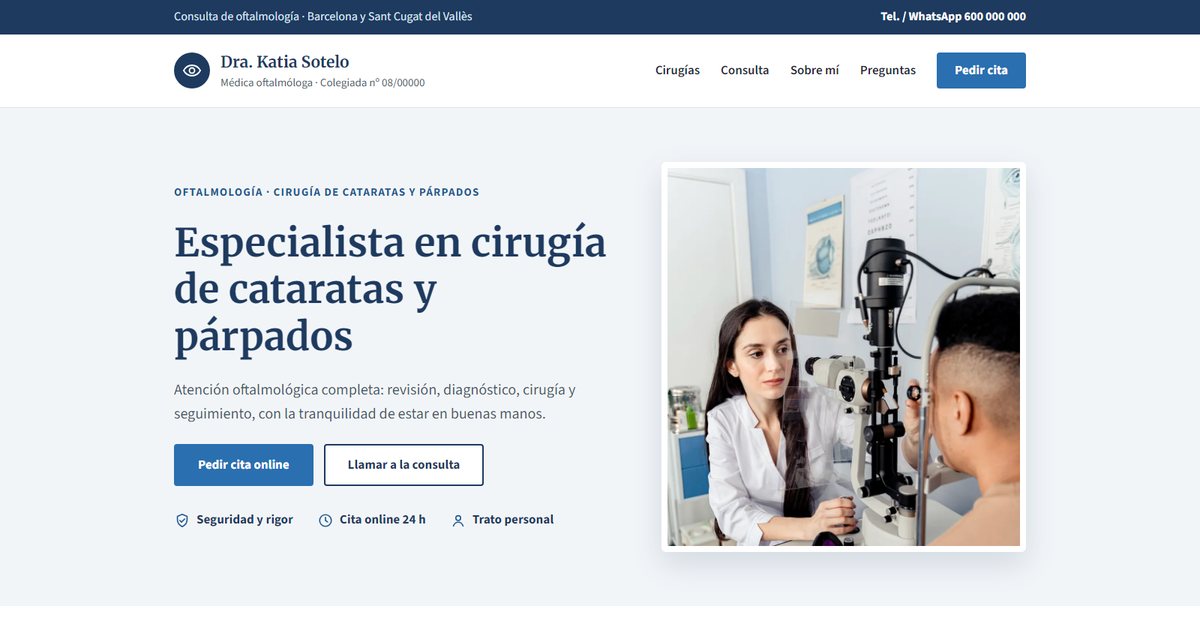 Consulta de oftalmología · Barcelona y Sant Cugat del Vallès
Tel. / WhatsApp 600 000 000
Dra. Katia Sotelo
Médica oftalmóloga · Colegiada nº 08/00000
Cirugías
Consulta
Sobre mí
Preguntas
Pedir cita
OFTALMOLOGÍA · CIRUGÍA DE CATARATAS Y PÁRPADOS
Especialista en cirugía
de cataratas y
párpados
Atención oftalmológica completa: revisión, diagnóstico, cirugía y
seguimiento, con la tranquilidad de estar en buenas manos.
Pedir cita online
Llamar a la consulta
Seguridad y rigor
Cita online 24 h
Trato personal